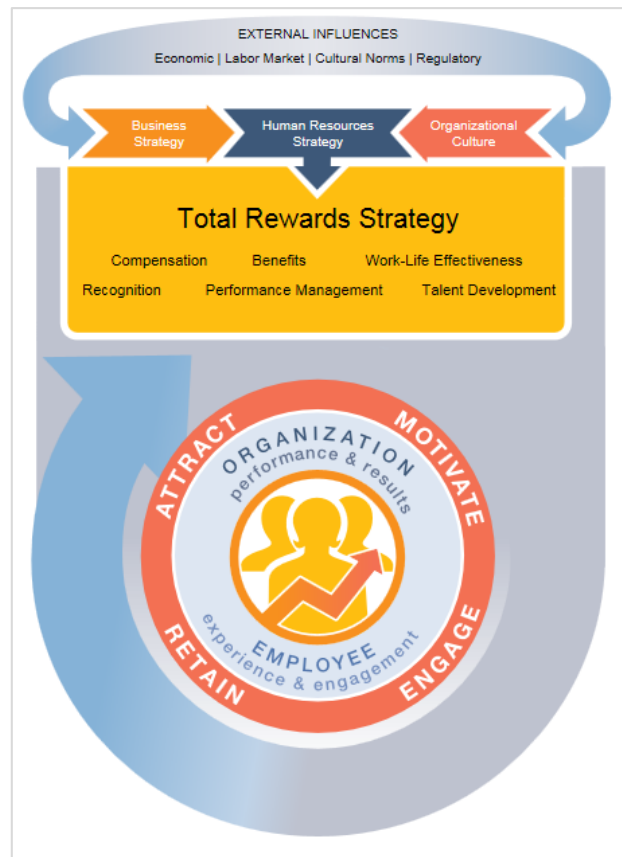 EXTERNAL INFLUENCES
Economic | Labor Market | Cultural Norms | Regulatory
Business
Strategy
Human Resources
Strategy
Organizational
Culture
Total Rewards Strategy
Compensation Benefits Work-Life Effectiveness
Recognition Performance Management Talent Development
ATTRACT
MOTIVATE
ORGANIZATION
performance & results
EMPLOYEE
experience & engagement
RETAIN
ENGAGE